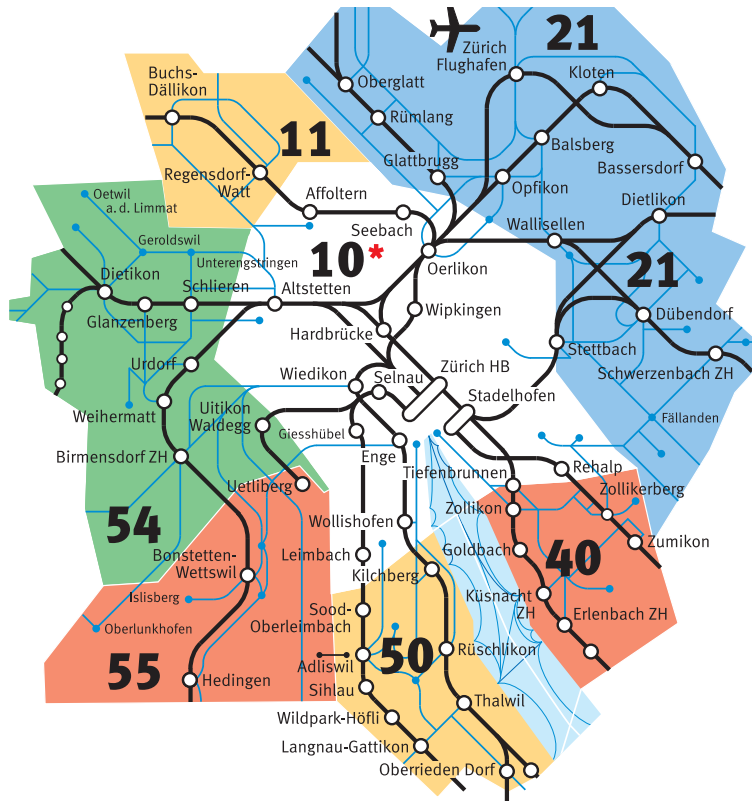 21
Zürich
Flughafen
Kloten
Buchs-
Dällikon
Oberglatt
Rümlang
11
Balsberg
Glattbrugg
Bassersdorf
Regensdorf-
Watt
Opfikon
Affoltern
Oetwil
a. d. Limmat
Dietlikon
Seebach
Wallisellen
Geroldswil
10*
Unterengstringen
Oerlikon
21
Dietikon
Schlieren
Altstetten
Glanzenberg
Wipkingen
Dübendorf
Hardbrücke
Stettbach
Urdorf
Zürich HB
Schwerzenbach ZH
Wiedikon
Selnau
Stadelhofen
Weihermatt
Uitikon
Waldegg
Fällanden
Giesshübel
Enge
Birmensdorf ZH
Tiefenbrunnen
Rehalp
Zollikerberg
Uetliberg
Zollikon
54
Wollishofen
Zumikon
Bonstetten-
Wettswil
Leimbach
Goldbach
40
Kilchberg
Islisberg
Küsnacht
ZH
Sood-
Oberleimbach
Erlenbach ZH
Oberlunkhofen
50
Rüschlikon
Adliswil
55
Hedingen
Sihlau
Thalwil
Wildpark-Höfli
Langnau-Gattikon
Oberrieden Dorf